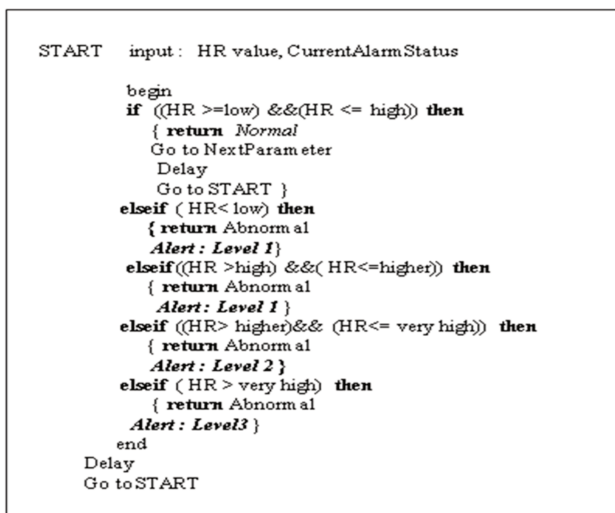 START input : HR value, CurrentAlarmStatus
begin
if ((HR >=low) &&(HR <= high)) then
{ return Normal
Go to NextParameter
Delay
Go to START }
elseif ( HR< low) then
{ return Abnormal
Alert : Level 1}
elseif((HR >high) &&( HR<=higher)) then
{ return Abnormal
Alert : Level 1 }
elseif ((HR> higher)&& (HR<= very high)) then
{ return Abnormal
Alert : Level 2 }
elseif ( HR > very high) then
{ return Abnormal
Alert : Level3 }
end
Delay
Go to START